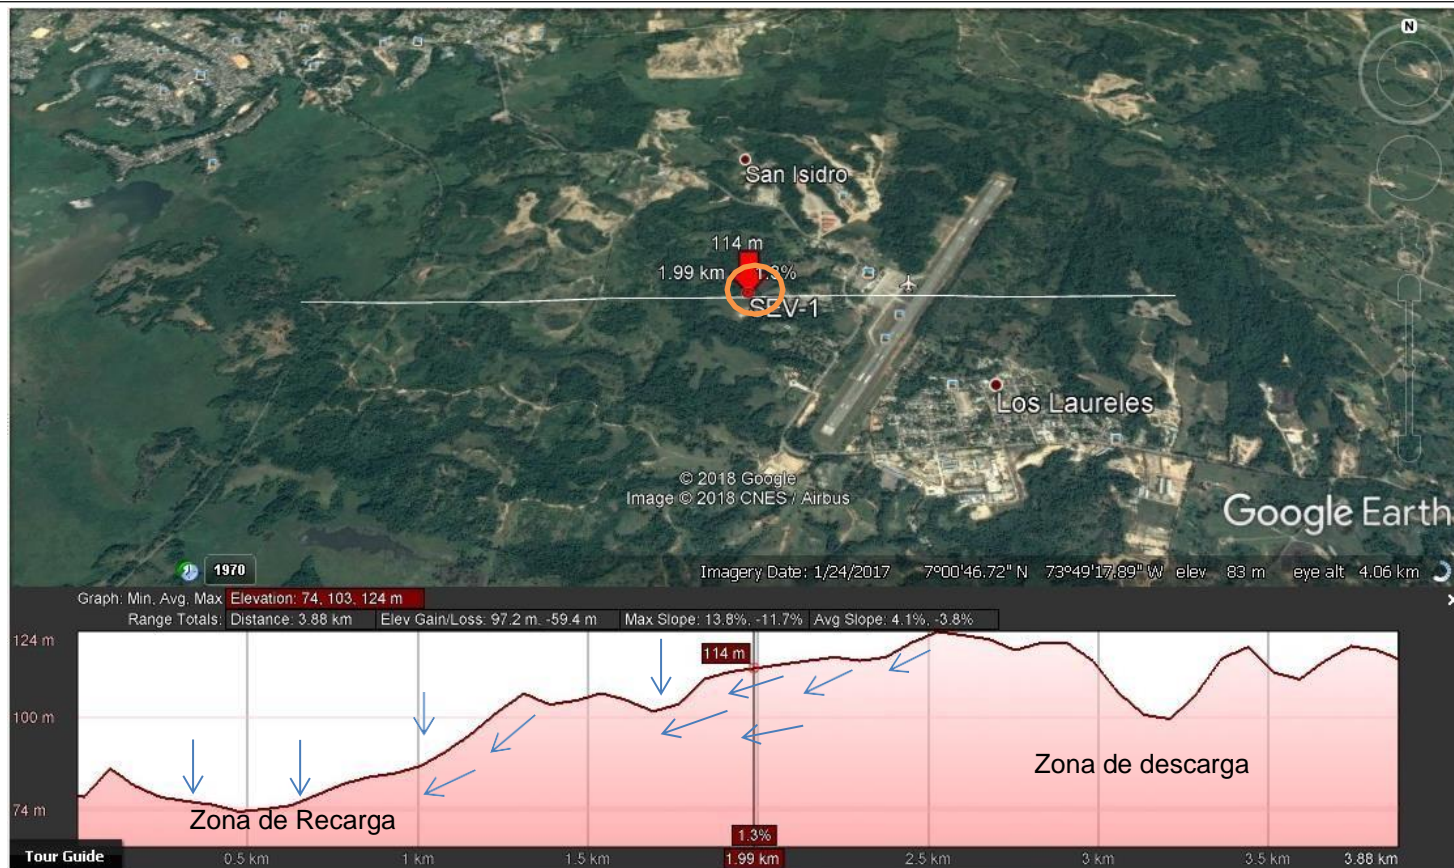 N
San Isidro
114 m
1.99 km 1.3%
SEV-1
Los Laureles
© 2018 Google
Image © 2018 CNES / Airbus
Google Earth
1970
Imagery Date: 1/24/2017 7°00'46.72" N 73°49'17.89" W elev 83 m eye alt 4.06 km
Graph: Min, Avg, Max Elevation: 74, 103, 124 m
Range Totals: Distance: 3.88 km Elev Gain/Loss: 97.2 m, -59.4 m Max Slope: 13.8%, -11.7% Avg Slope: 4.1%, -3.8%
124 m
114 m
100 m
Zona de descarga
74 m
Zona de Recarga
1.3%
Tour Guide 0.5 km 1 km 1.5 km 1.99 km 2.5 km 3 km 3.5 km 3.88 km